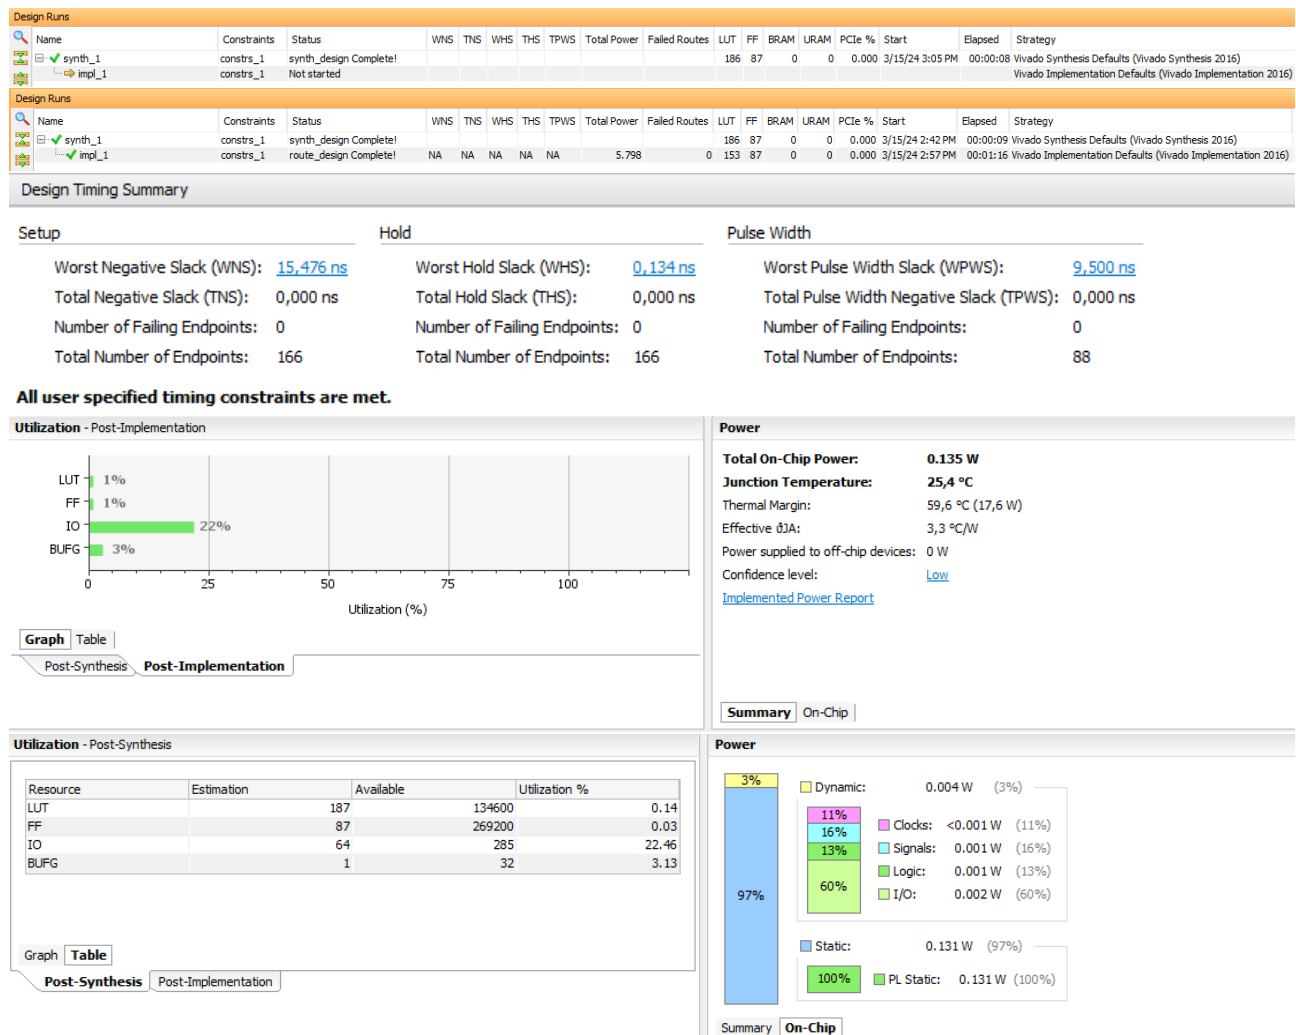 Design Runs
Name Constraints Status WNS TNS WHS THS TPWS Total Power Failed Routes LUT FF BRAM URAM PCIe % Start Elapsed Strategy
synth_1 constrs_1 synth_design Complete! 186 87 0 0 0.000 3/15/24 3:05 PM 00:00:08 Vivado Synthesis Defaults (Vivado Synthesis 2016)
impl_1 constrs_1 Not started Vivado Implementation Defaults (Vivado Implementation 2016)
Design Runs
Name Constraints Status WNS TNS WHS THS TPWS Total Power Failed Routes LUT FF BRAM URAM PCIe % Start Elapsed Strategy
synth_1 constrs_1 synth_design Complete! 186 87 0 0 0.000 3/15/24 2:42 PM 00:00:09 Vivado Synthesis Defaults (Vivado Synthesis 2016)
impl_1 constrs_1 route_design Complete! NA NA NA NA NA 5.798 0 153 87 0 0 0.000 3/15/24 2:57 PM 00:01:16 Vivado Implementation Defaults (Vivado Implementation 2016)
Design Timing Summary
Setup Hold Pulse Width
Worst Negative Slack (WNS): 15,476 ns Worst Hold Slack (WHS): 0,134 ns Worst Pulse Width Slack (WPWS): 9,500 ns
Total Negative Slack (TNS): 0,000 ns Total Hold Slack (THS): 0,000 ns Total Pulse Width Negative Slack (TPWS): 0,000 ns
Number of Failing Endpoints: 0 Number of Failing Endpoints: 0 Number of Failing Endpoints: 0
Total Number of Endpoints: 166 Total Number of Endpoints: 166 Total Number of Endpoints: 88
All user specified timing constraints are met.
Utilization - Post-Implementation
LUT 1%
FF 1%
IO 22%
BUFG 3%
0 25 50 75 100
Utilization (%)
Graph Table
Post-Synthesis Post-Implementation
Power
Total On-Chip Power: 0.135 W
Junction Temperature: 25,4 °C
Thermal Margin: 59,6 °C (17,6 W)
Effective ϑJA: 3,3 °C/W
Power supplied to off-chip devices: 0 W
Confidence level: Low
Implemented Power Report
Summary On-Chip
Utilization - Post-Synthesis
Resource Estimation Available Utilization %
LUT 187 134600 0.14
FF 87 269200 0.03
IO 64 285 22.46
BUFG 1 32 3.13
Graph Table
Post-Synthesis Post-Implementation
Power
3%
97%
Dynamic: 0.004 W (3%)
11% Clocks: <0.001 W (11%)
16% Signals: 0.001 W (16%)
13% Logic: 0.001 W (13%)
60% I/O: 0.002 W (60%)
Static: 0.131 W (97%)
100% PL Static: 0.131 W (100%)
Summary On-Chip